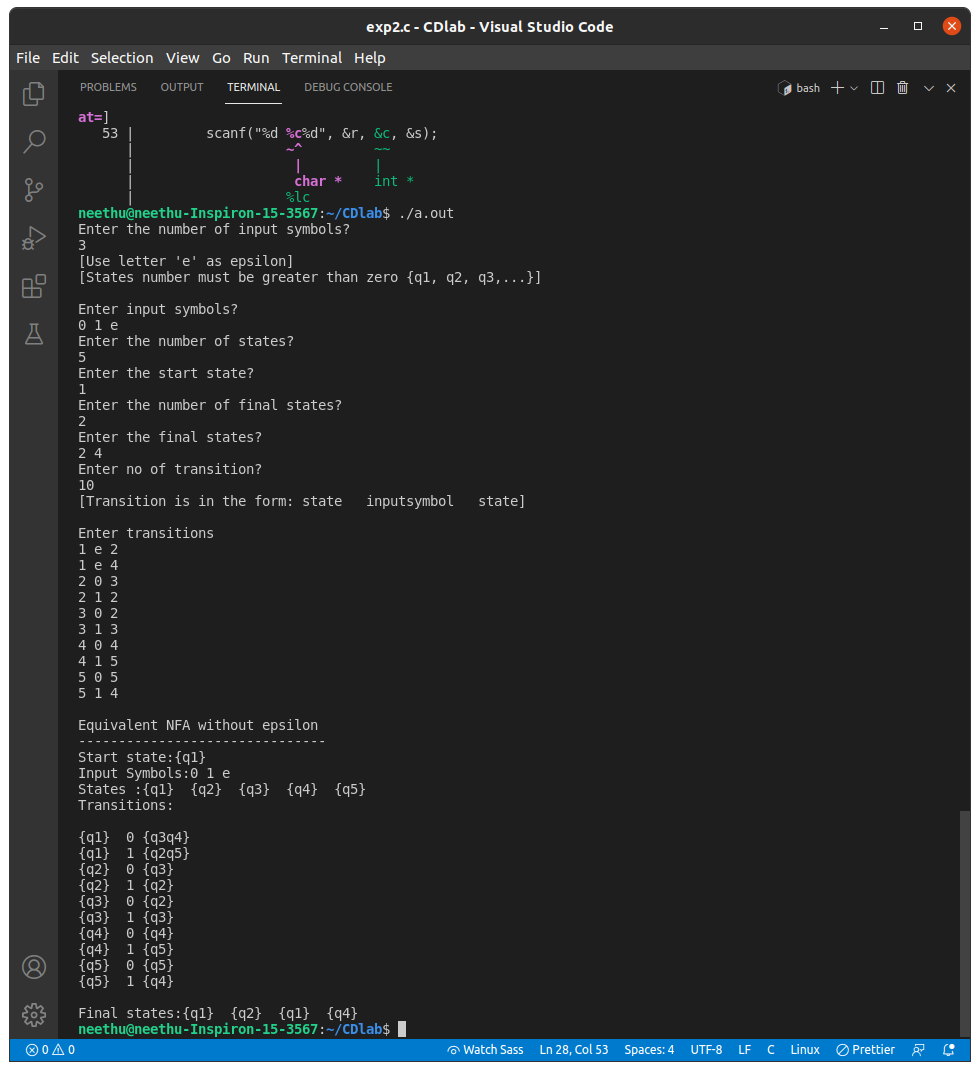 exp2.c - CDlab - Visual Studio Code
File Edit Selection View Go Run Terminal Help
PROBLEMS OUTPUT TERMINAL DEBUG CONSOLE bash
at=]
   53 |         scanf("%d %c%d", &r, &c, &s);
      |                   ~^         ~~
      |                    |         |
      |                    char *    int *
      |                   %lc
neethu@neethu-Inspiron-15-3567:~/CDlab$ ./a.out
Enter the number of input symbols?
3
[Use letter 'e' as epsilon]
[States number must be greater than zero {q1, q2, q3,...}]
Enter input symbols?
0 1 e
Enter the number of states?
5
Enter the start state?
1
Enter the number of final states?
2
Enter the final states?
2 4
Enter no of transition?
10
[Transition is in the form: state   inputsymbol   state]
Enter transitions
1 e 2
1 e 4
2 0 3
2 1 2
3 0 2
3 1 3
4 0 4
4 1 5
5 0 5
5 1 4
Equivalent NFA without epsilon
-------------------------------
Start state:{q1}
Input Symbols:0 1 e
States :{q1}  {q2}  {q3}  {q4}  {q5}
Transitions:
{q1}  0 {q3q4}
{q1}  1 {q2q5}
{q2}  0 {q3}
{q2}  1 {q2}
{q3}  0 {q2}
{q3}  1 {q3}
{q4}  0 {q4}
{q4}  1 {q5}
{q5}  0 {q5}
{q5}  1 {q4}
Final states:{q1}  {q2}  {q1}  {q4}
neethu@neethu-Inspiron-15-3567:~/CDlab$
0 0 Watch Sass Ln 28, Col 53 Spaces: 4 UTF-8 LF C Linux Prettier